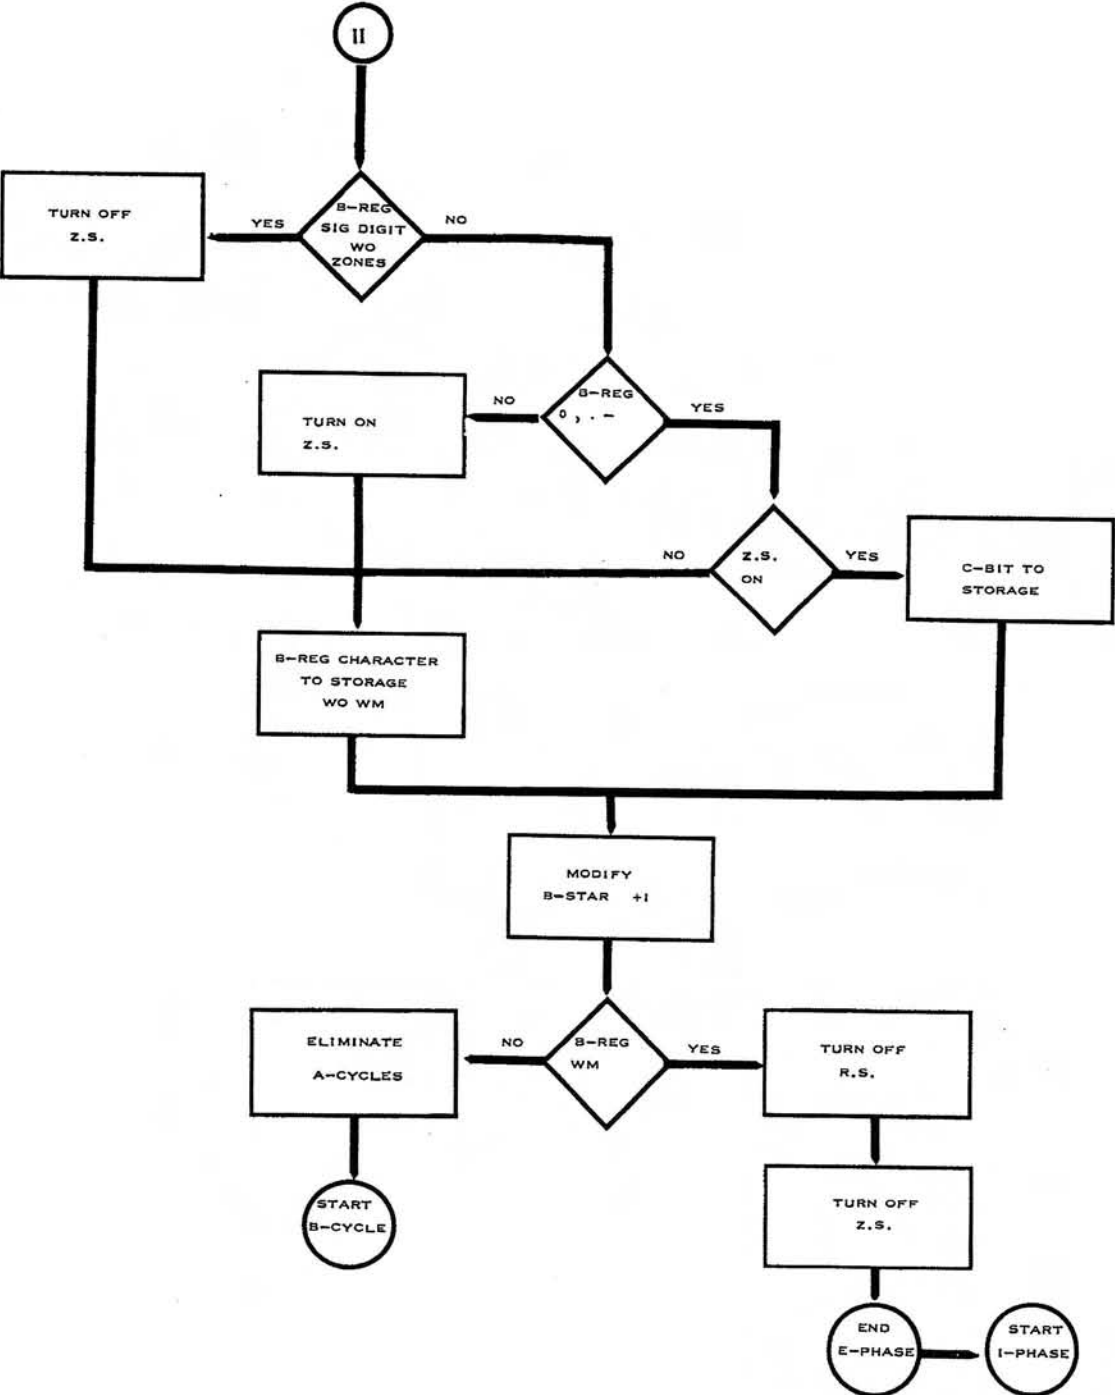 II
B-REG
SIG DIGIT
WO
ZONES
YES
NO
TURN OFF
Z.S.
B-REG
0 , . -
NO
YES
TURN ON
Z.S.
Z.S.
ON
NO
YES
C-BIT TO
STORAGE
B-REG CHARACTER
TO STORAGE
WO WM
MODIFY
B-STAR +1
B-REG
WM
NO
YES
ELIMINATE
A-CYCLES
TURN OFF
R.S.
START
B-CYCLE
TURN OFF
Z.S.
END
E-PHASE
START
I-PHASE